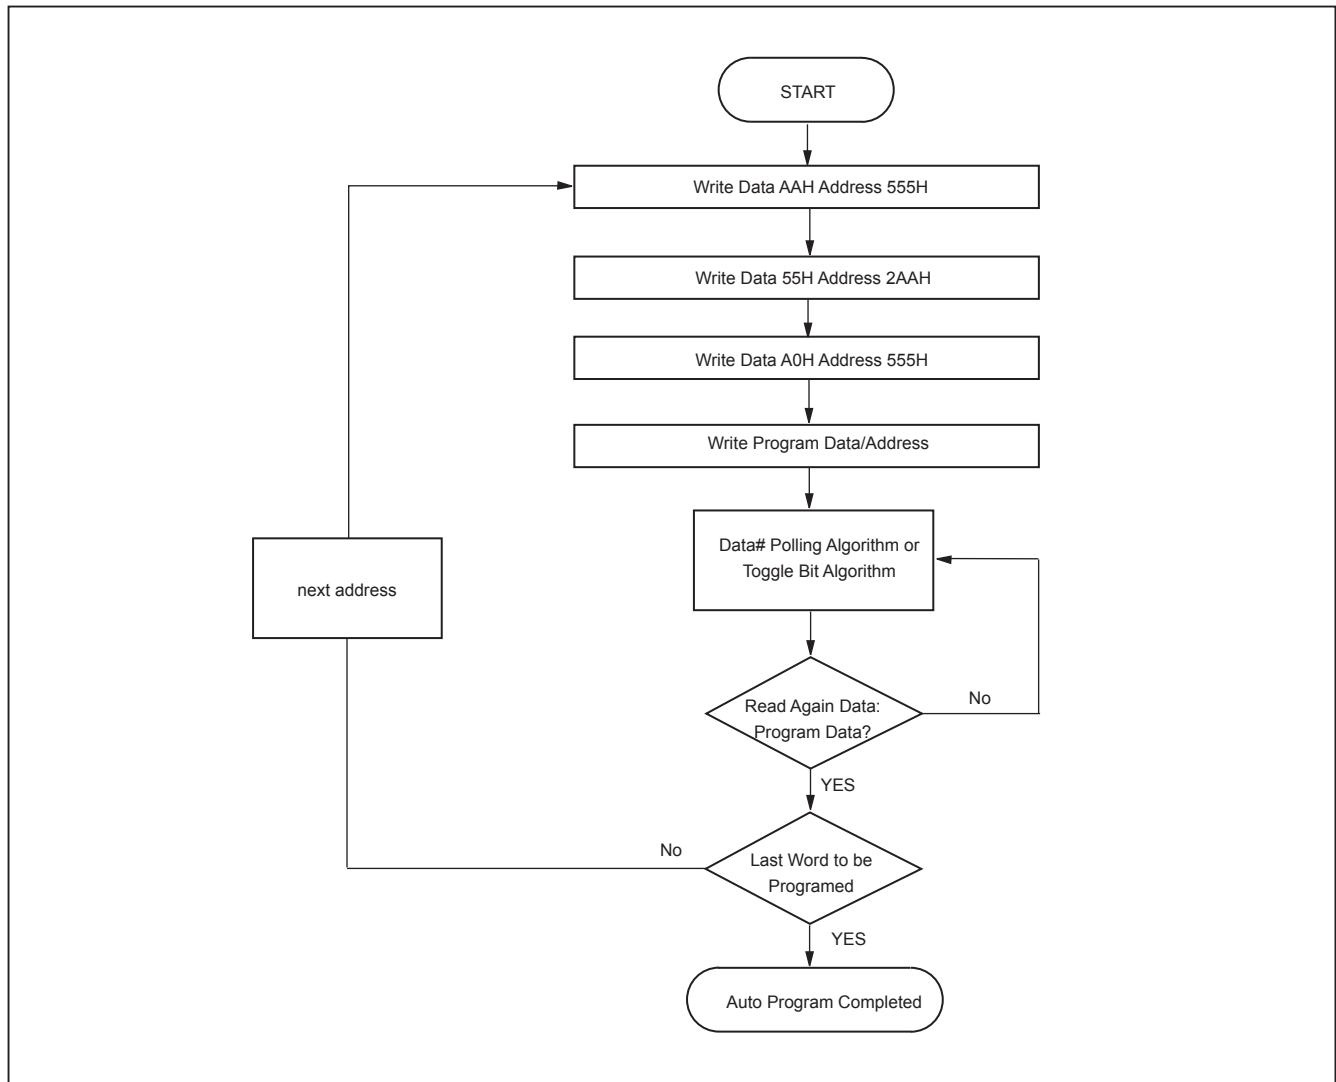 START
Write Data AAH Address 555H
Write Data 55H Address 2AAH
Write Data A0H Address 555H
Write Program Data/Address
Data# Polling Algorithm or
Toggle Bit Algorithm
next address
Read Again Data:
Program Data?
No
YES
No
Last Word to be
Programed
YES
Auto Program Completed